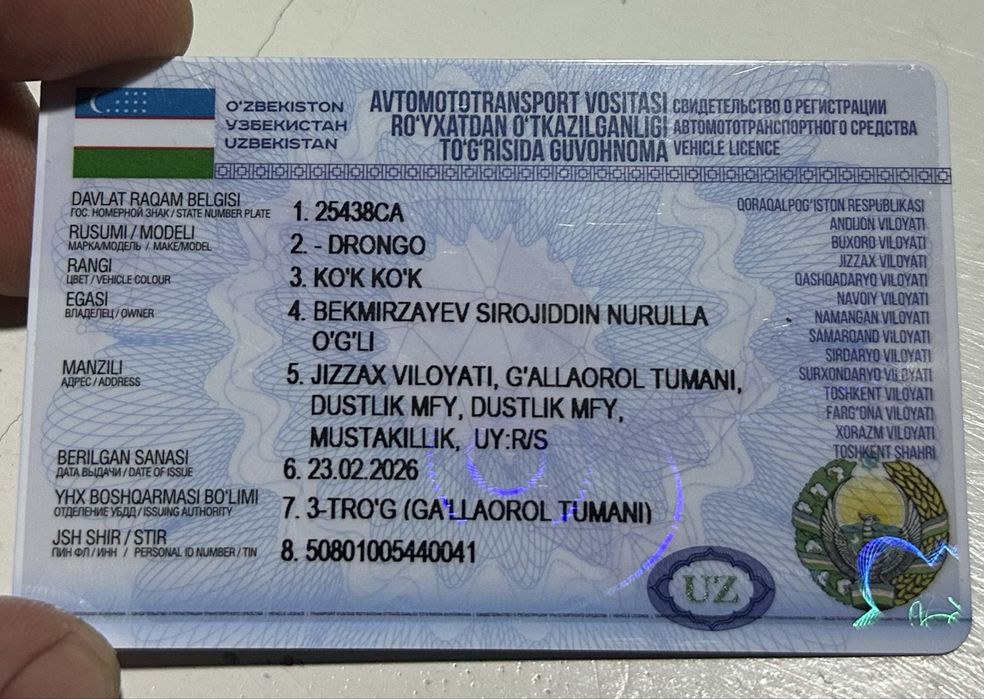 O'ZBEKISTON
УЗБЕКИСТАН
UZBEKISTAN
AVTOMOTOTRANSPORT VOSITASI
RO'YXATDAN O'TKAZILGANLIGI
TO'G'RISIDA GUVOHNOMA
СВИДЕТЕЛЬСТВО О РЕГИСТРАЦИИ
АВТОМОТОТРАНСПОРТНОГО СРЕДСТВА
VEHICLE LICENCE
DAVLAT RAQAM BELGISI
ГОС. НОМЕРНОЙ ЗНАК / STATE NUMBER PLATE
1. 25438CA
RUSUMI / MODELI
МАРКА/МОДЕЛЬ / MAKE/MODEL
2. - DRONGO
RANGI
ЦВЕТ / VEHICLE COLOUR
3. KO'K KO'K
EGASI
ВЛАДЕЛЕЦ / OWNER
4. BEKMIRZAYEV SIROJIDDIN NURULLA
O'G'LI
MANZILI
АДРЕС / ADDRESS
5. JIZZAX VILOYATI, G'ALLAOROL TUMANI,
DUSTLIK MFY, DUSTLIK MFY,
MUSTAKILLIK, UY:R/S
BERILGAN SANASI
ДАТА ВЫДАЧИ / DATE OF ISSUE
6. 23.02.2026
YHX BOSHQARMASI BO'LIMI
ОТДЕЛЕНИЕ УБДД / ISSUING AUTHORITY
7. 3-TRO'G (GA'LLAOROL TUMANI)
JSH SHIR / STIR
ПИН ФЛ / ИНН / PERSONAL ID NUMBER / TIN
8. 50801005440041
QORAQALPOG'ISTON RESPUBLIKASI
ANDIJON VILOYATI
BUXORO VILOYATI
JIZZAX VILOYATI
QASHQADARYO VILOYATI
NAVOIY VILOYATI
NAMANGAN VILOYATI
SAMARQAND VILOYATI
SIRDARYO VILOYATI
SURXONDARYO VILOYATI
TOSHKENT VILOYATI
FARG'ONA VILOYATI
XORAZM VILOYATI
TOSHKENT SHAHRI
UZ